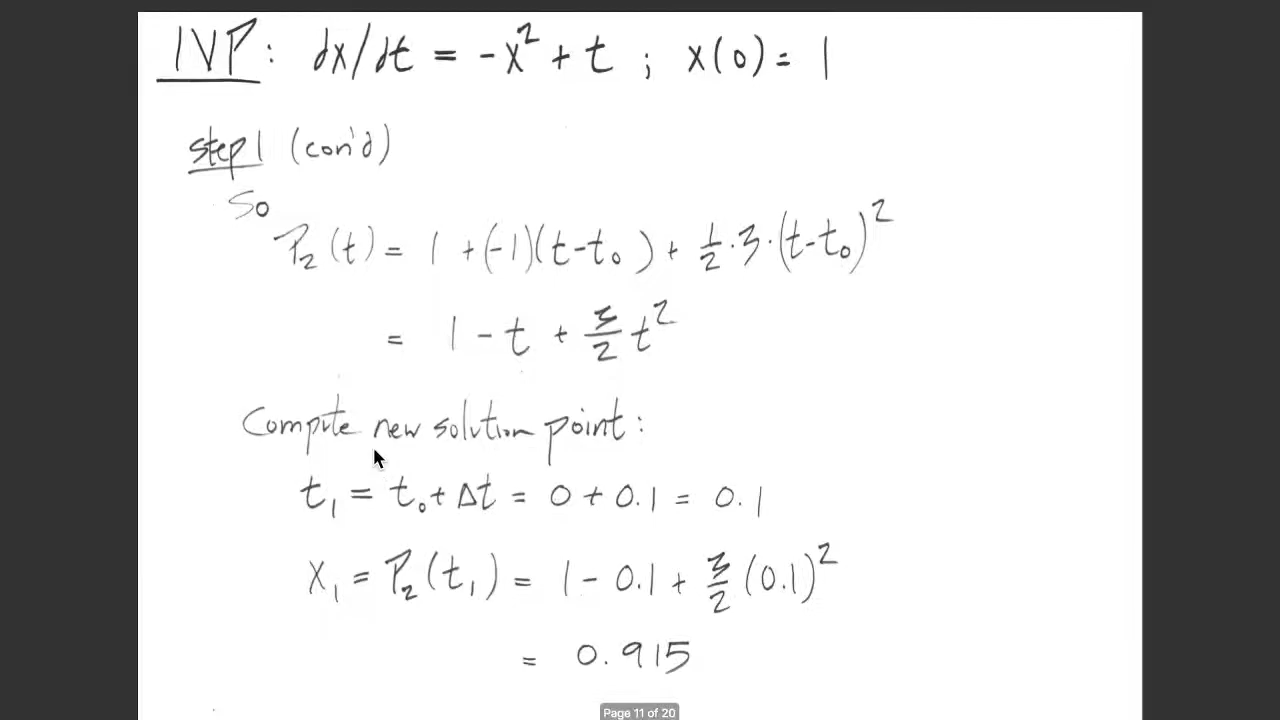 IVP: dx/dt = -x² + t ; x(0) = 1
step 1 (con'd)
So
P₂(t) = 1 + (-1)(t-t₀) + 1/2 · 3 · (t-t₀)²
= 1 - t + 3/2 t²
Compute new solution point:
t₁ = t₀ + Δt = 0 + 0.1 = 0.1
x₁ = P₂(t₁) = 1 - 0.1 + 3/2 (0.1)²
= 0.915
Page 11 of 20